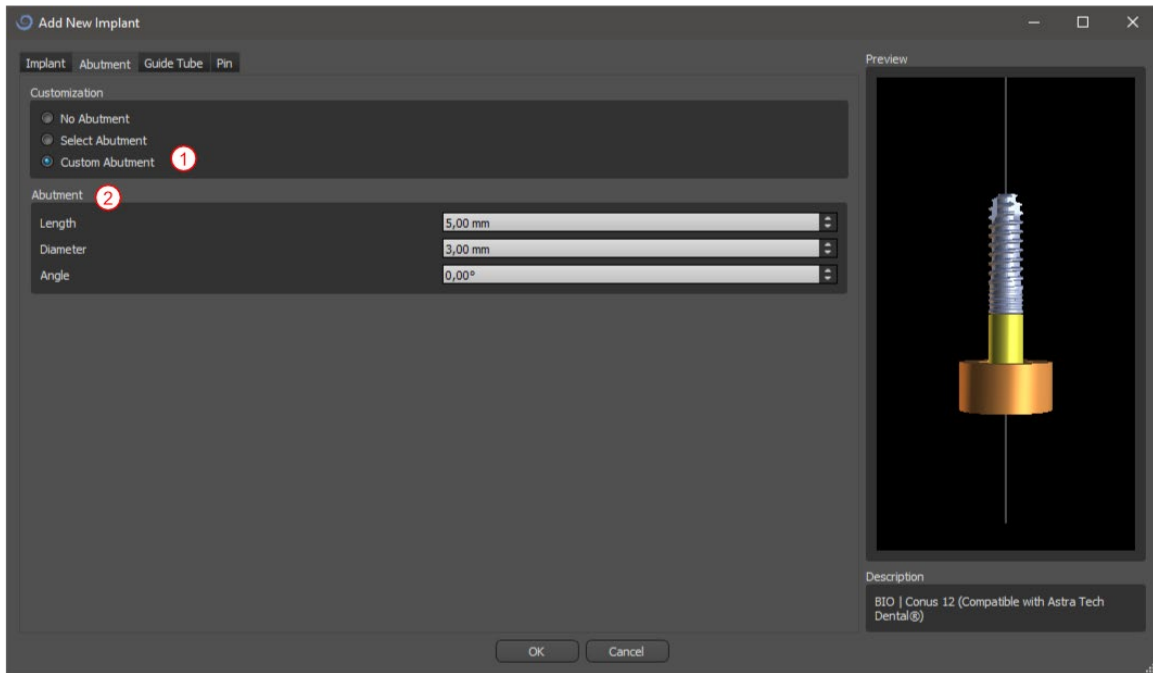 Add New Implant
Implant Abutment Guide Tube Pin
Customization
No Abutment
Select Abutment
Custom Abutment 1
Abutment 2
Length 5,00 mm
Diameter 3,00 mm
Angle 0,00°
Preview
Description
BIO | Conus 12 (Compatible with Astra Tech
Dental®)
OK Cancel